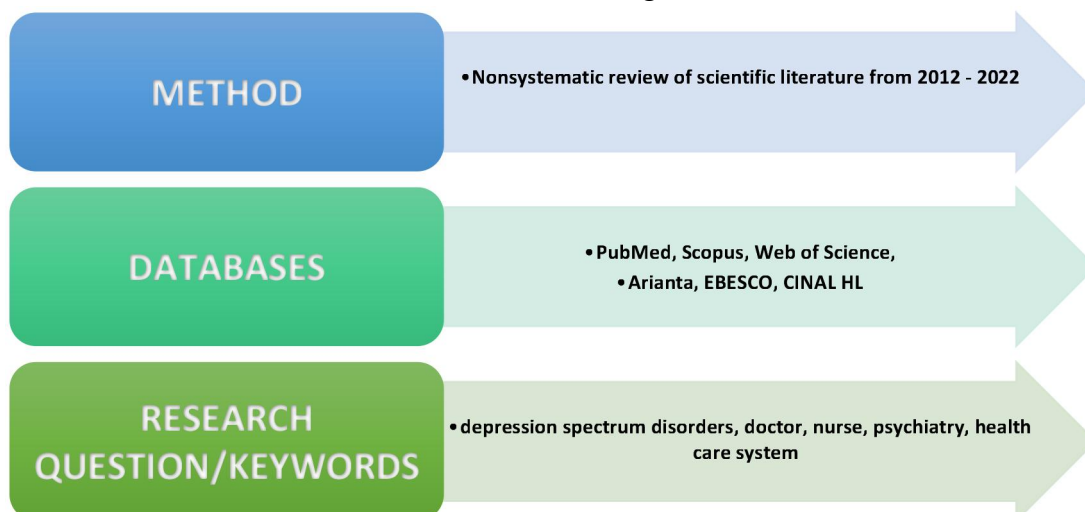 METHOD
•Nonsystematic review of scientific literature from 2012 - 2022
DATABASES
•PubMed, Scopus, Web of Science,
•Arianta, EBESCO, CINAL HL
RESEARCH
QUESTION/KEYWORDS
•depression spectrum disorders, doctor, nurse, psychiatry, health
care system